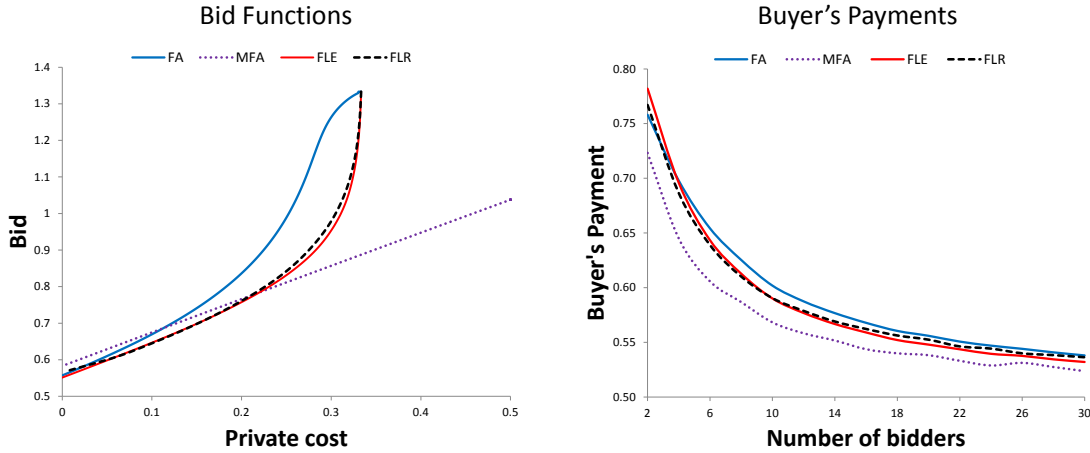 Bid Functions
FA MFA FLE FLR
1.4
1.3
1.2
1.1
1
0.9
0.8
0.7
0.6
0.5
Bid
0 0.1 0.2 0.3 0.4 0.5
Private cost
Buyer's Payments
FA MFA FLE FLR
0.80
0.75
0.70
0.65
0.60
0.55
0.50
Buyer's Payment
2 6 10 14 18 22 26 30
Number of bidders